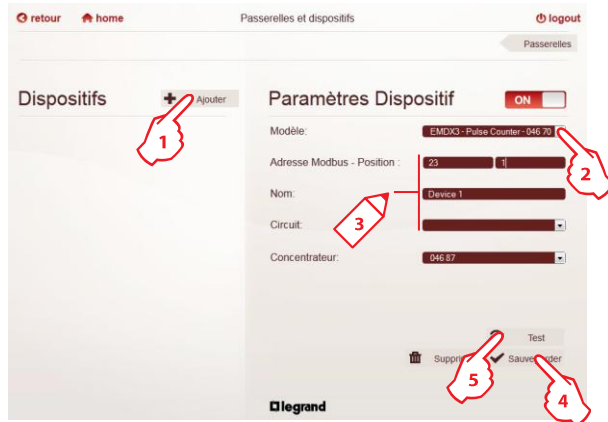 retour home Passerelles et dispositifs logout
Passerelles
Dispositifs
Ajouter
1
Paramètres Dispositif ON
Modèle: EMDX3 - Pulse Counter - 046 70
2
Adresse Modbus - Position : 23 1
Nom: Device 1
3
Circuit:
Concentrateur: 046 87
Test
5
4
legrand